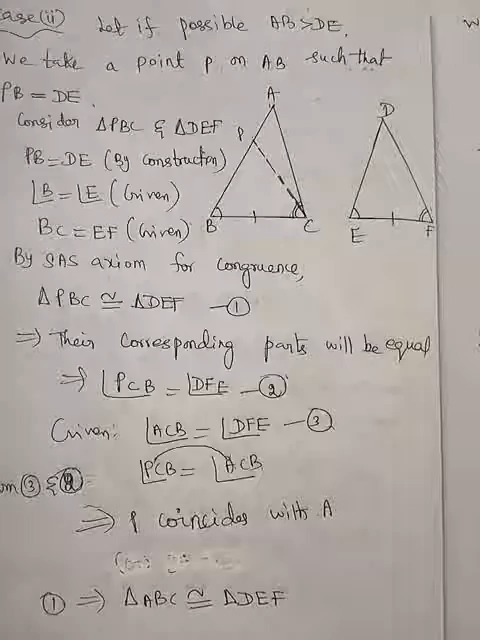 Case(ii) Let if possible AB>DE.
We take a point P on AB such that
PB = DE.
Consider ΔPBC & ΔDEF
PB=DE (By construction)
∠B=∠E (Given)
BC=EF (Given)
A
P
B
C
D
E
F
By SAS axiom for congruence,
ΔPBC ≅ ΔDEF —①
⇒ Their corresponding parts will be equal
⇒ ∠PCB = ∠DFE —②
Given: ∠ACB = ∠DFE —③
∠PCB = ∠ACB
③ &
⇒ P coincides with A
① ⇒ ΔABC ≅ ΔDEF